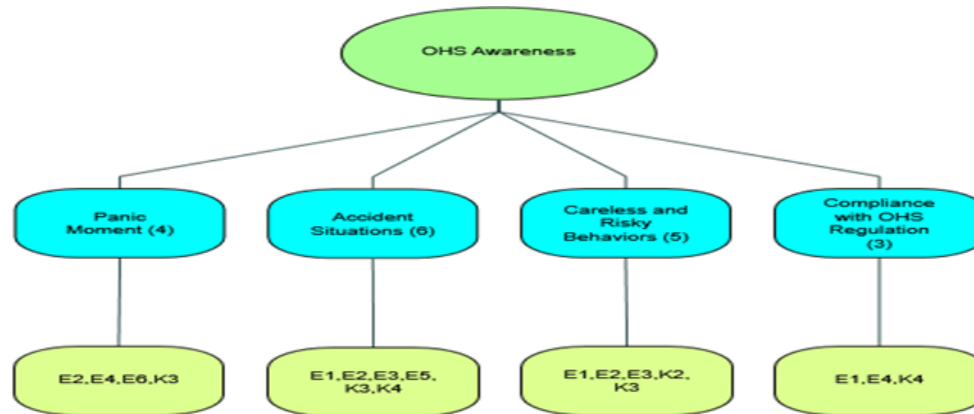 OHS Awareness
Panic
Moment (4)
Accident
Situations (6)
Careless and
Risky
Behaviors (5)
Compliance
with OHS
Regulation
(3)
E2,E4,E6,K3
E1,E2,E3,E5,
K3,K4
E1,E2,E3,K2,
K3
E1,E4,K4